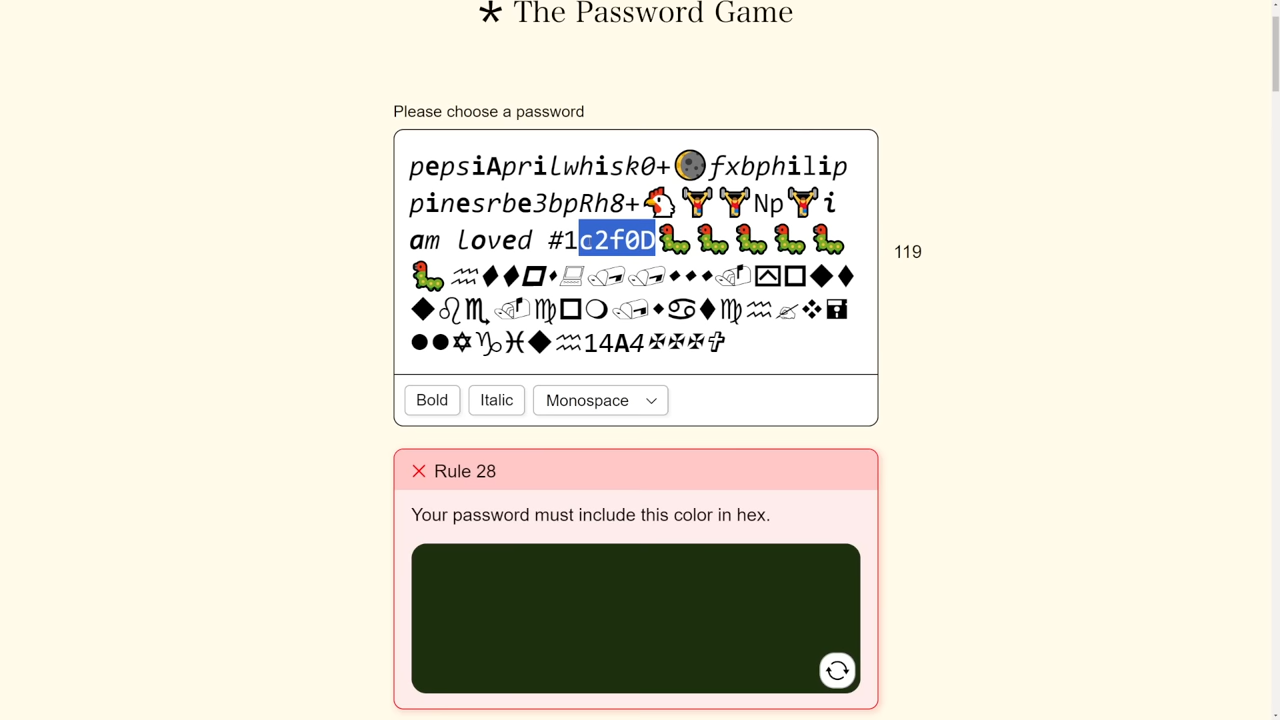 * The Password Game
Please choose a password
pepsiAprilwhisk0+🌘fxbphilip
pinesrbe3bpRh8+🐔🏋️🏋️Np🏋️i
am loved #1c2f0D🐛🐛🐛🐛🐛
🐛♒︎⬧︎⬧︎❑︎⬩︎💻︎📬︎📬︎⬥︎⬥︎⬥︎📫︎⍓︎□︎◆︎⬧︎
◆︎♌︎♏︎📫︎♍︎□︎❍︎📬︎⬥︎♋︎⧫︎♍︎♒︎✍︎❖︎🖬︎
●︎●︎✡︎♑︎♓︎◆︎♒︎14A4✠✠✠✞
119
Bold Italic Monospace
Rule 28
Your password must include this color in hex.